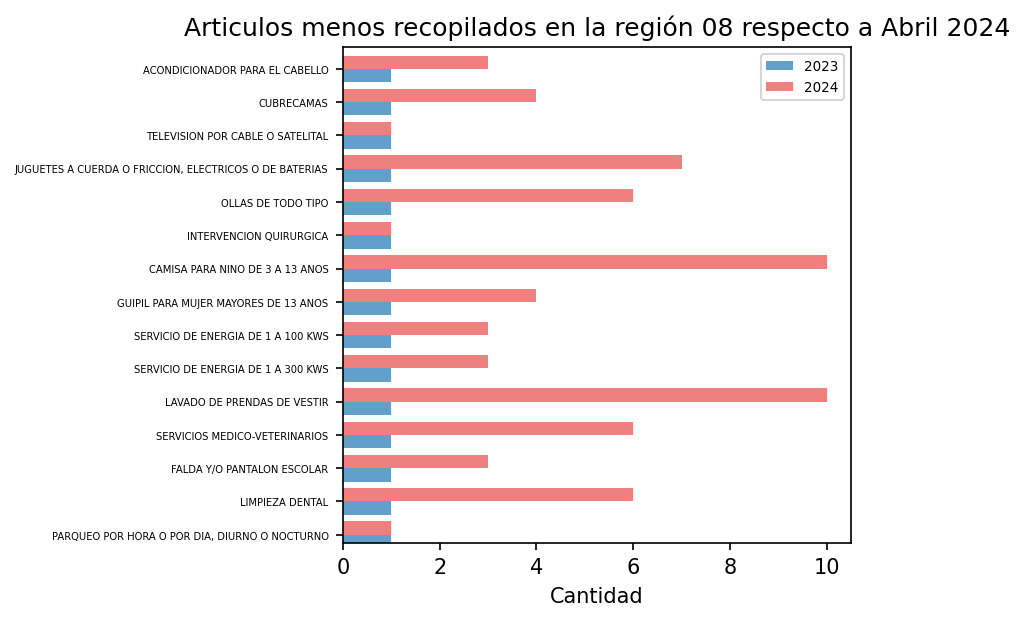 Articulos menos recopilados en la región 08 respecto a Abril 2024
2023
2024
ACONDICIONADOR PARA EL CABELLO
CUBRECAMAS
TELEVISION POR CABLE O SATELITAL
JUGUETES A CUERDA O FRICCION, ELECTRICOS O DE BATERIAS
OLLAS DE TODO TIPO
INTERVENCION QUIRURGICA
CAMISA PARA NINO DE 3 A 13 ANOS
GUIPIL PARA MUJER MAYORES DE 13 ANOS
SERVICIO DE ENERGIA DE 1 A 100 KWS
SERVICIO DE ENERGIA DE 1 A 300 KWS
LAVADO DE PRENDAS DE VESTIR
SERVICIOS MEDICO-VETERINARIOS
FALDA Y/O PANTALON ESCOLAR
LIMPIEZA DENTAL
PARQUEO POR HORA O POR DIA, DIURNO O NOCTURNO
0 2 4 6 8 10
Cantidad